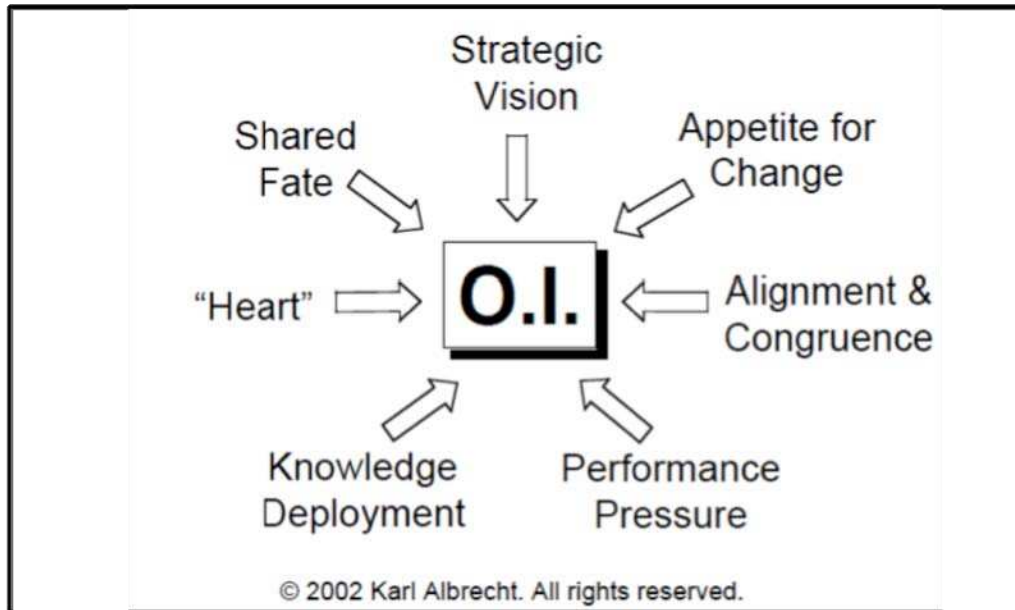 Strategic
Vision
Shared
Fate
Appetite for
Change
“Heart”
O.I.
Alignment &
Congruence
Knowledge
Deployment
Performance
Pressure
© 2002 Karl Albrecht. All rights reserved.